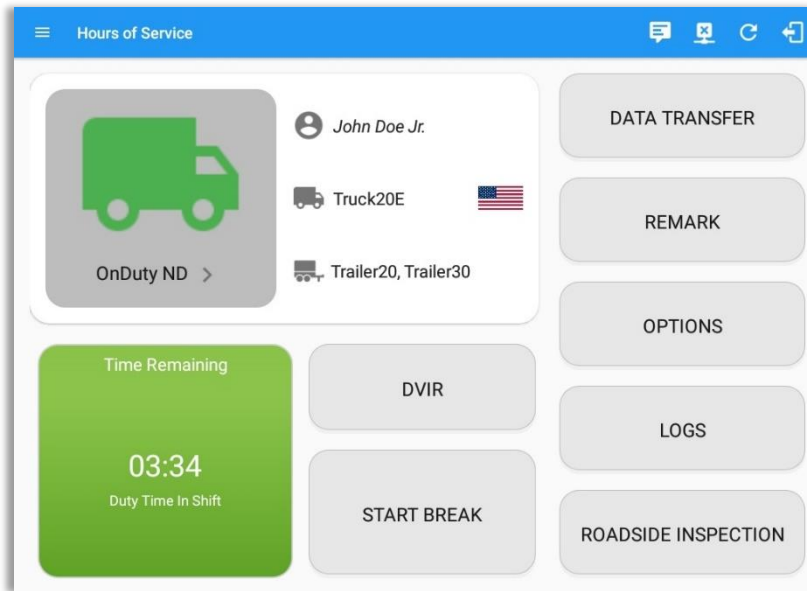 Hours of Service
John Doe Jr.
Truck20E
OnDuty ND
Trailer20, Trailer30
Time Remaining
03:34
Duty Time In Shift
DVIR
START BREAK
DATA TRANSFER
REMARK
OPTIONS
LOGS
ROADSIDE INSPECTION